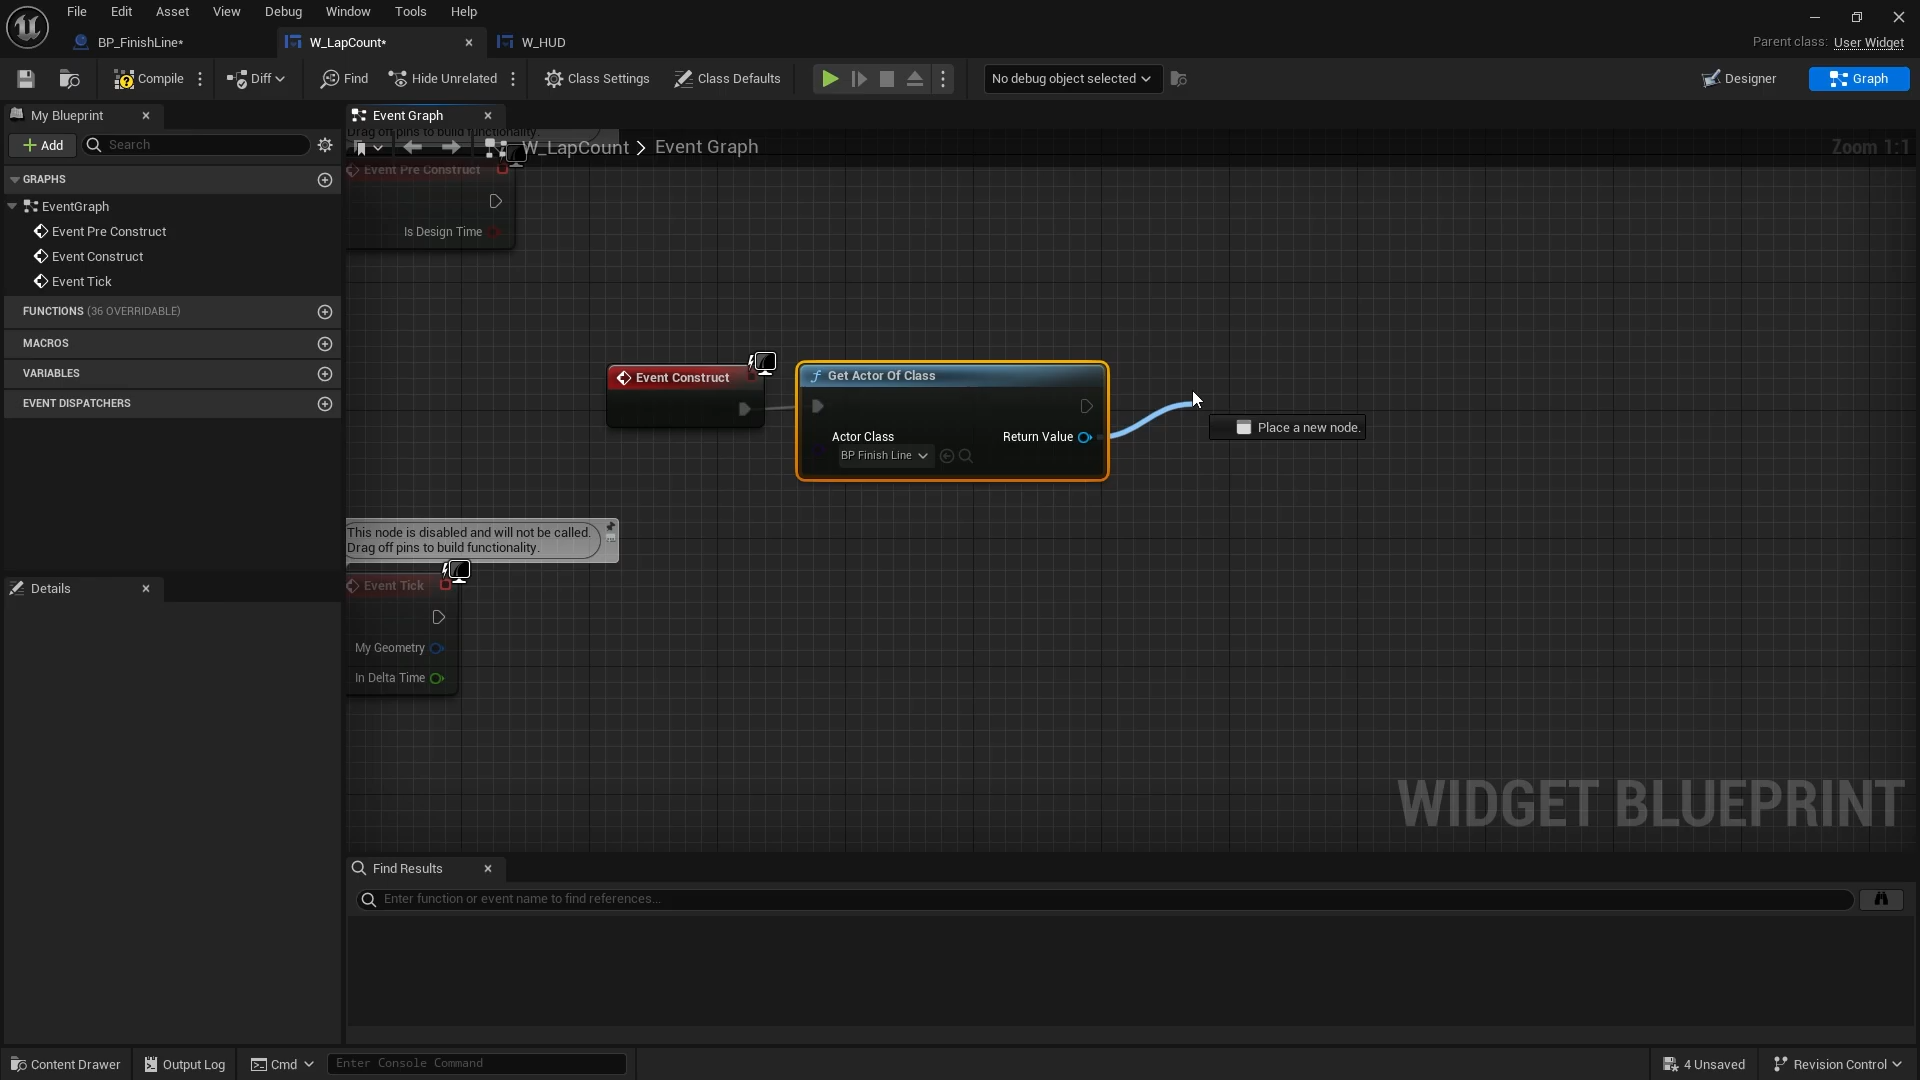 File Edit Asset View Debug Window Tools Help
BP_FinishLine* W_LapCount* W_HUD
Parent class: User Widget
Compile Diff Find Hide Unrelated Class Settings Class Defaults No debug object selected Designer Graph
My Blueprint
Event Graph
Add Search
Drag off pins to build functionality.
W_LapCount > Event Graph
Zoom 1:1
GRAPHS
EventGraph
Event Pre Construct
Event Construct
Event Tick
FUNCTIONS (36 OVERRIDABLE)
MACROS
VARIABLES
EVENT DISPATCHERS
Details
Event Pre Construct
Is Design Time
Event Construct
Get Actor Of Class
Actor Class
BP Finish Line
Return Value
Place a new node.
This node is disabled and will not be called.
Drag off pins to build functionality.
Event Tick
My Geometry
In Delta Time
WIDGET BLUEPRINT
Find Results
Enter function or event name to find references...
Content Drawer Output Log Cmd Enter Console Command 4 Unsaved Revision Control